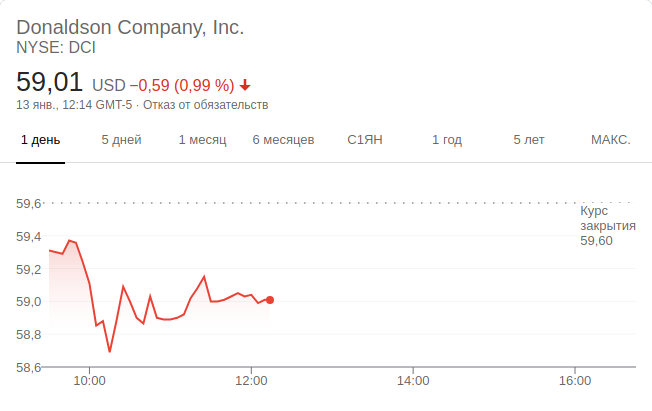 Donaldson Company, Inc.
NYSE: DCI
59,01 USD −0,59 (0,99 %)
13 янв., 12:14 GMT-5 · Отказ от обязательств
1 день 5 дней 1 месяц 6 месяцев С1ЯН 1 год 5 лет МАКС.
59,6
Курс
закрытия
59,60
59,4
59,2
59,0
58,8
58,6
10:00 12:00 14:00 16:00